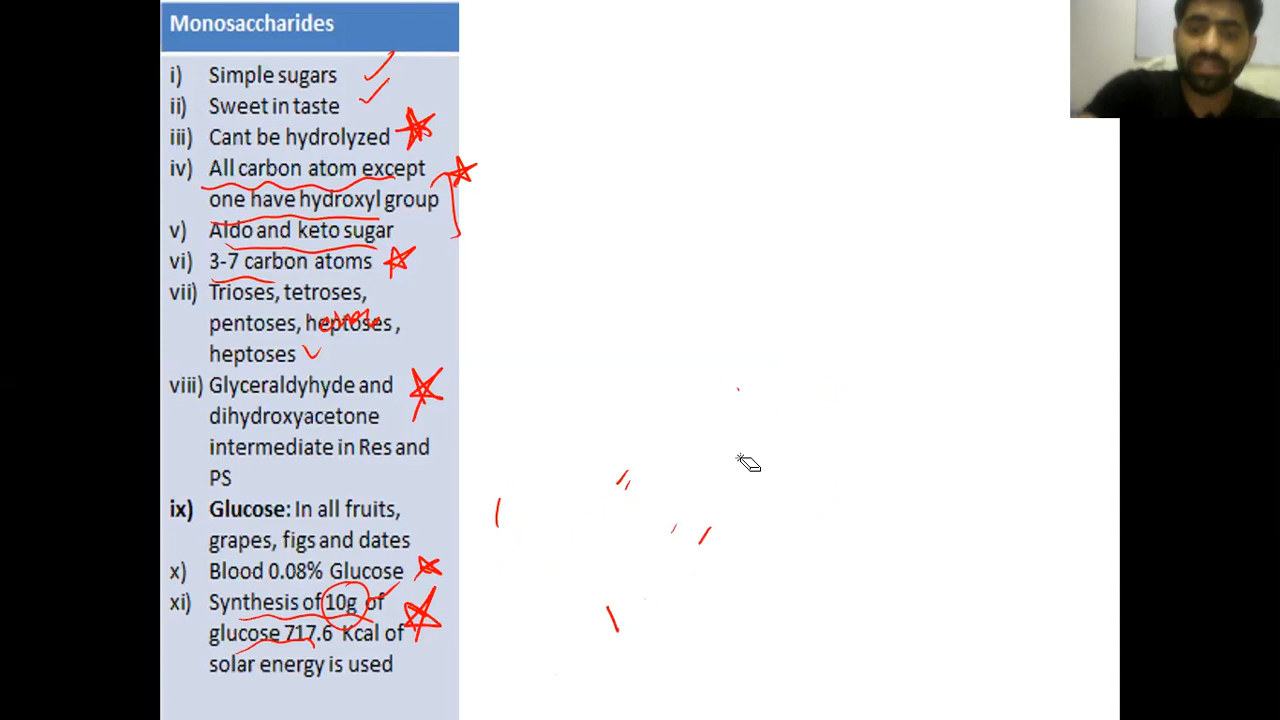 Monosaccharides
i) Simple sugars
ii) Sweet in taste
iii) Cant be hydrolyzed
iv) All carbon atom except
one have hydroxyl group
v) Aldo and keto sugar
vi) 3-7 carbon atoms
vii) Trioses, tetroses,
pentoses, heptoses ,
heptoses
viii) Glyceraldyhyde and
dihydroxyacetone
intermediate in Res and
PS
ix) Glucose: In all fruits,
grapes, figs and dates
x) Blood 0.08% Glucose
xi) Synthesis of 10g of
glucose 717.6 Kcal of
solar energy is used